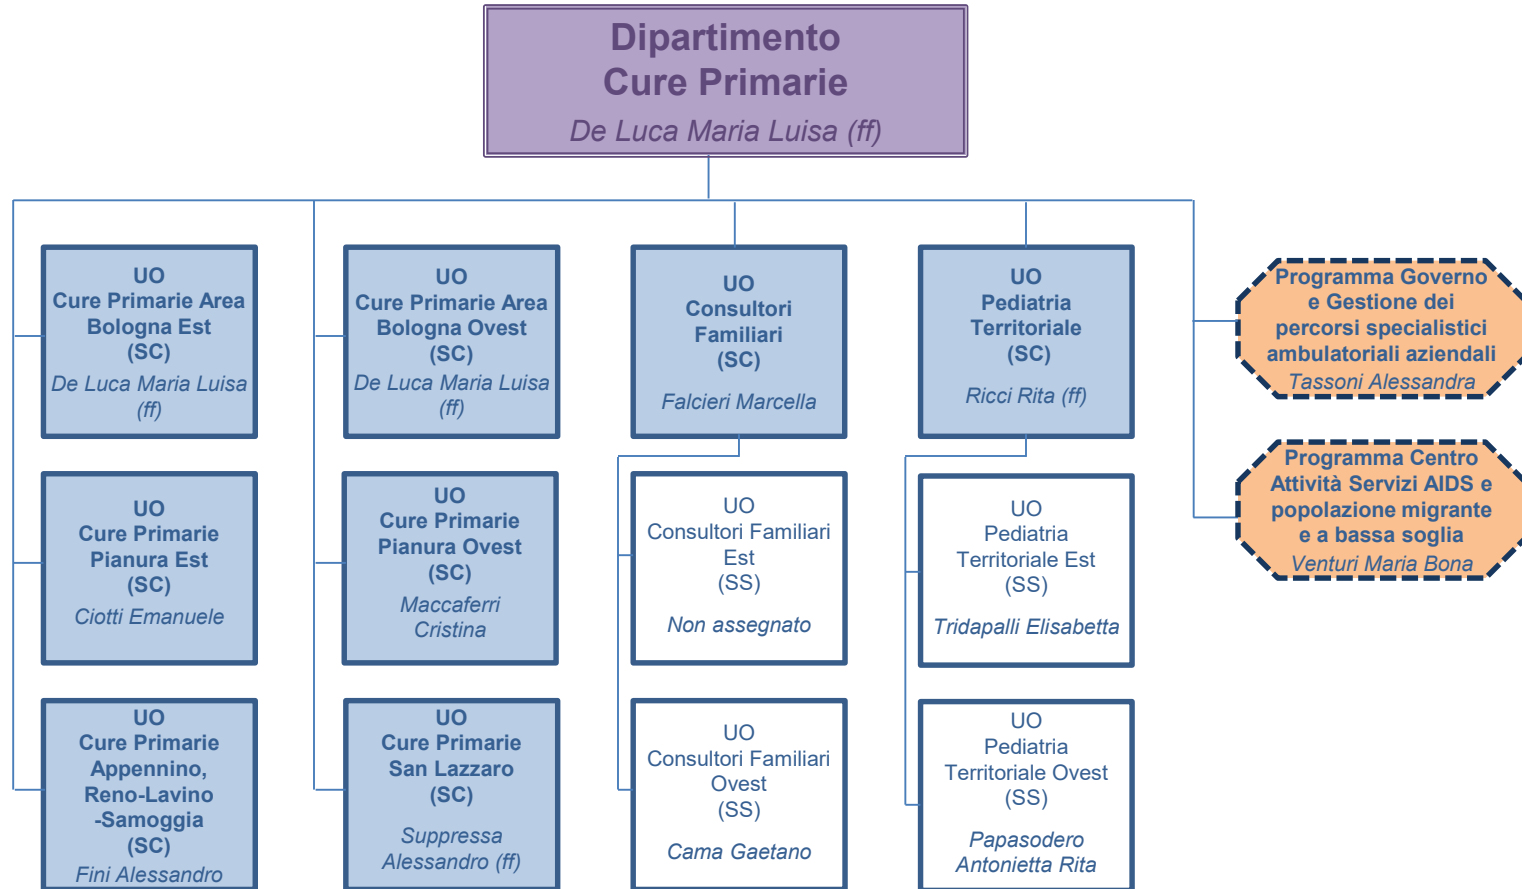 Dipartimento
Cure Primarie
De Luca Maria Luisa (ff)
UO
Cure Primarie Area
Bologna Est
(SC)
De Luca Maria Luisa
(ff)
UO
Cure Primarie Area
Bologna Ovest
(SC)
De Luca Maria Luisa
(ff)
UO
Consultori
Familiari
(SC)
Falcieri Marcella
UO
Pediatria
Territoriale
(SC)
Ricci Rita (ff)
Programma Governo
e Gestione dei
percorsi specialistici
ambulatoriali aziendali
Tassoni Alessandra
UO
Cure Primarie
Pianura Est
(SC)
Ciotti Emanuele
UO
Cure Primarie
Pianura Ovest
(SC)
Maccaferri
Cristina
UO
Consultori Familiari
Est
(SS)
Non assegnato
UO
Pediatria
Territoriale Est
(SS)
Tridapalli Elisabetta
Programma Centro
Attività Servizi AIDS e
popolazione migrante
e a bassa soglia
Venturi Maria Bona
UO
Cure Primarie
Appennino,
Reno-Lavino
-Samoggia
(SC)
Fini Alessandro
UO
Cure Primarie
San Lazzaro
(SC)
Suppressa
Alessandro (ff)
UO
Consultori Familiari
Ovest
(SS)
Cama Gaetano
UO
Pediatria
Territoriale Ovest
(SS)
Papasodero
Antonietta Rita